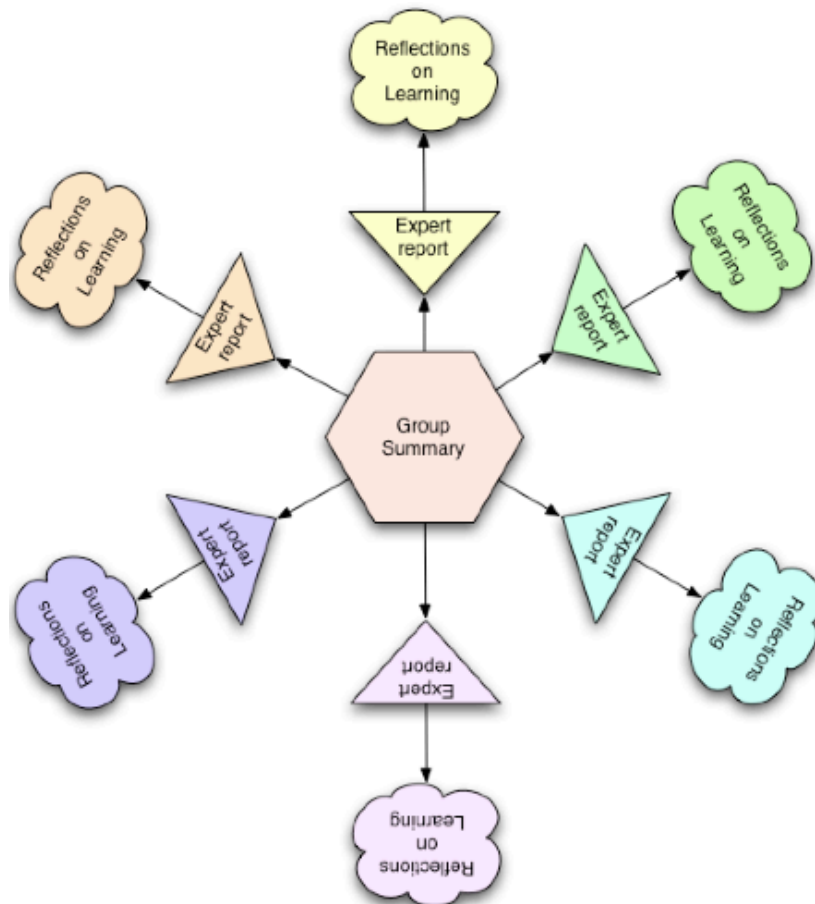 Reflections
on
Learning
Expert
report
Reflections
on
Learning
Expert
report
Reflections
on
Learning
Expert
report
Group
Summary
Expert
report
Reflections
on
Learning
Expert
report
Reflections
on
Learning
Expert
report
Reflections
on
Learning